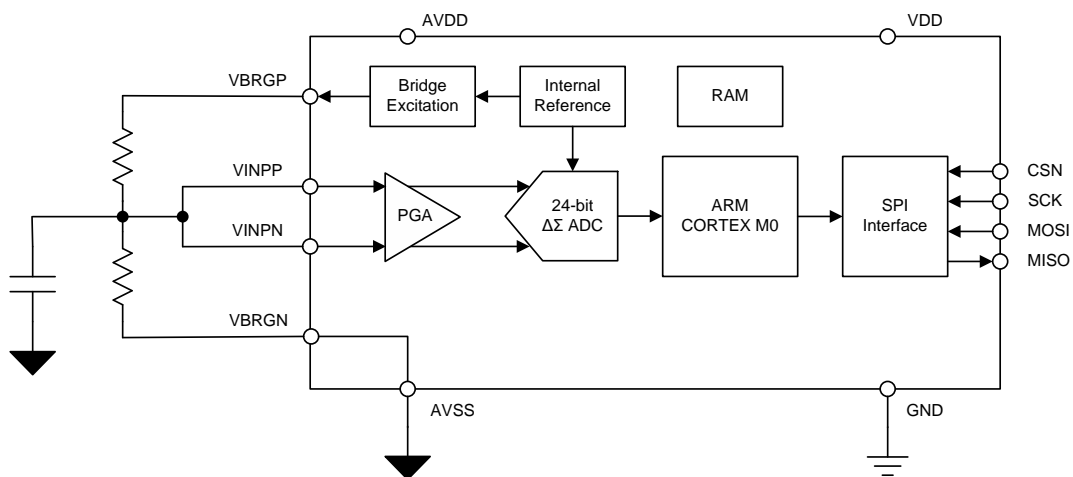 AVDD
VDD
VBRGP
Bridge
Excitation
Internal
Reference
RAM
VINPP
VINPN
PGA
24-bit
ΔΣ ADC
ARM
CORTEX M0
SPI
Interface
CSN
SCK
MOSI
MISO
VBRGN
AVSS
GND